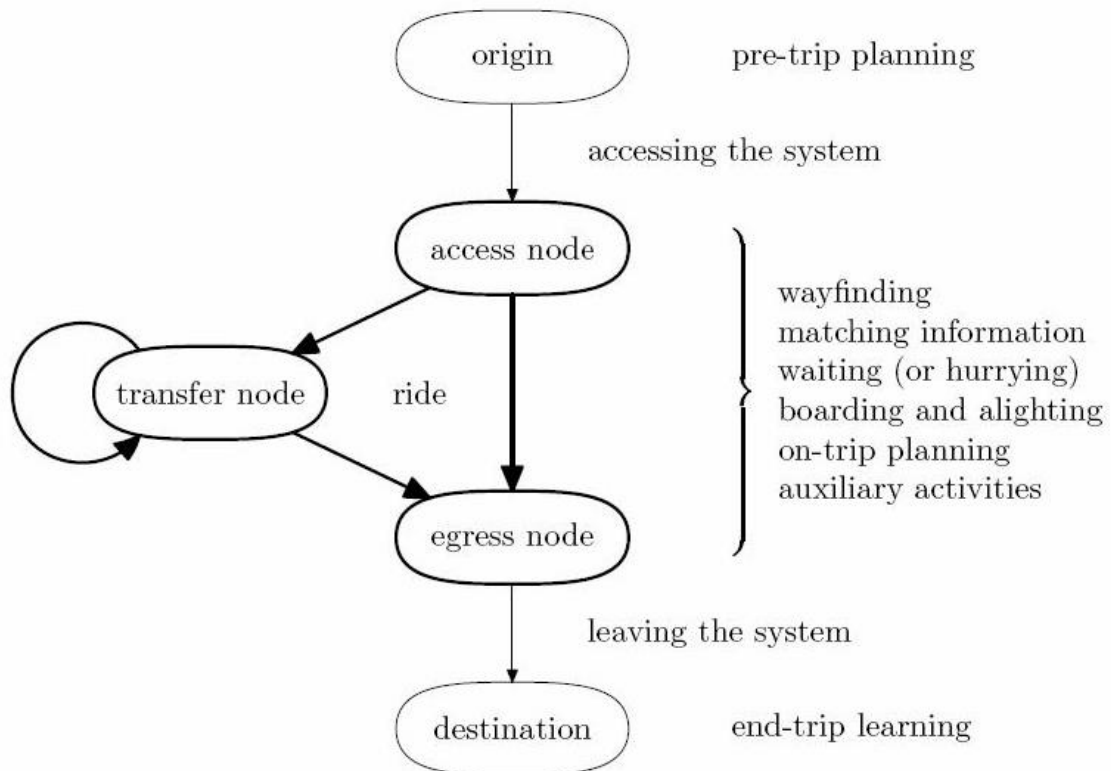 origin
pre-trip planning
accessing the system
access node
wayfinding
matching information
waiting (or hurrying)
boarding and alighting
on-trip planning
auxiliary activities
transfer node
ride
egress node
leaving the system
destination
end-trip learning